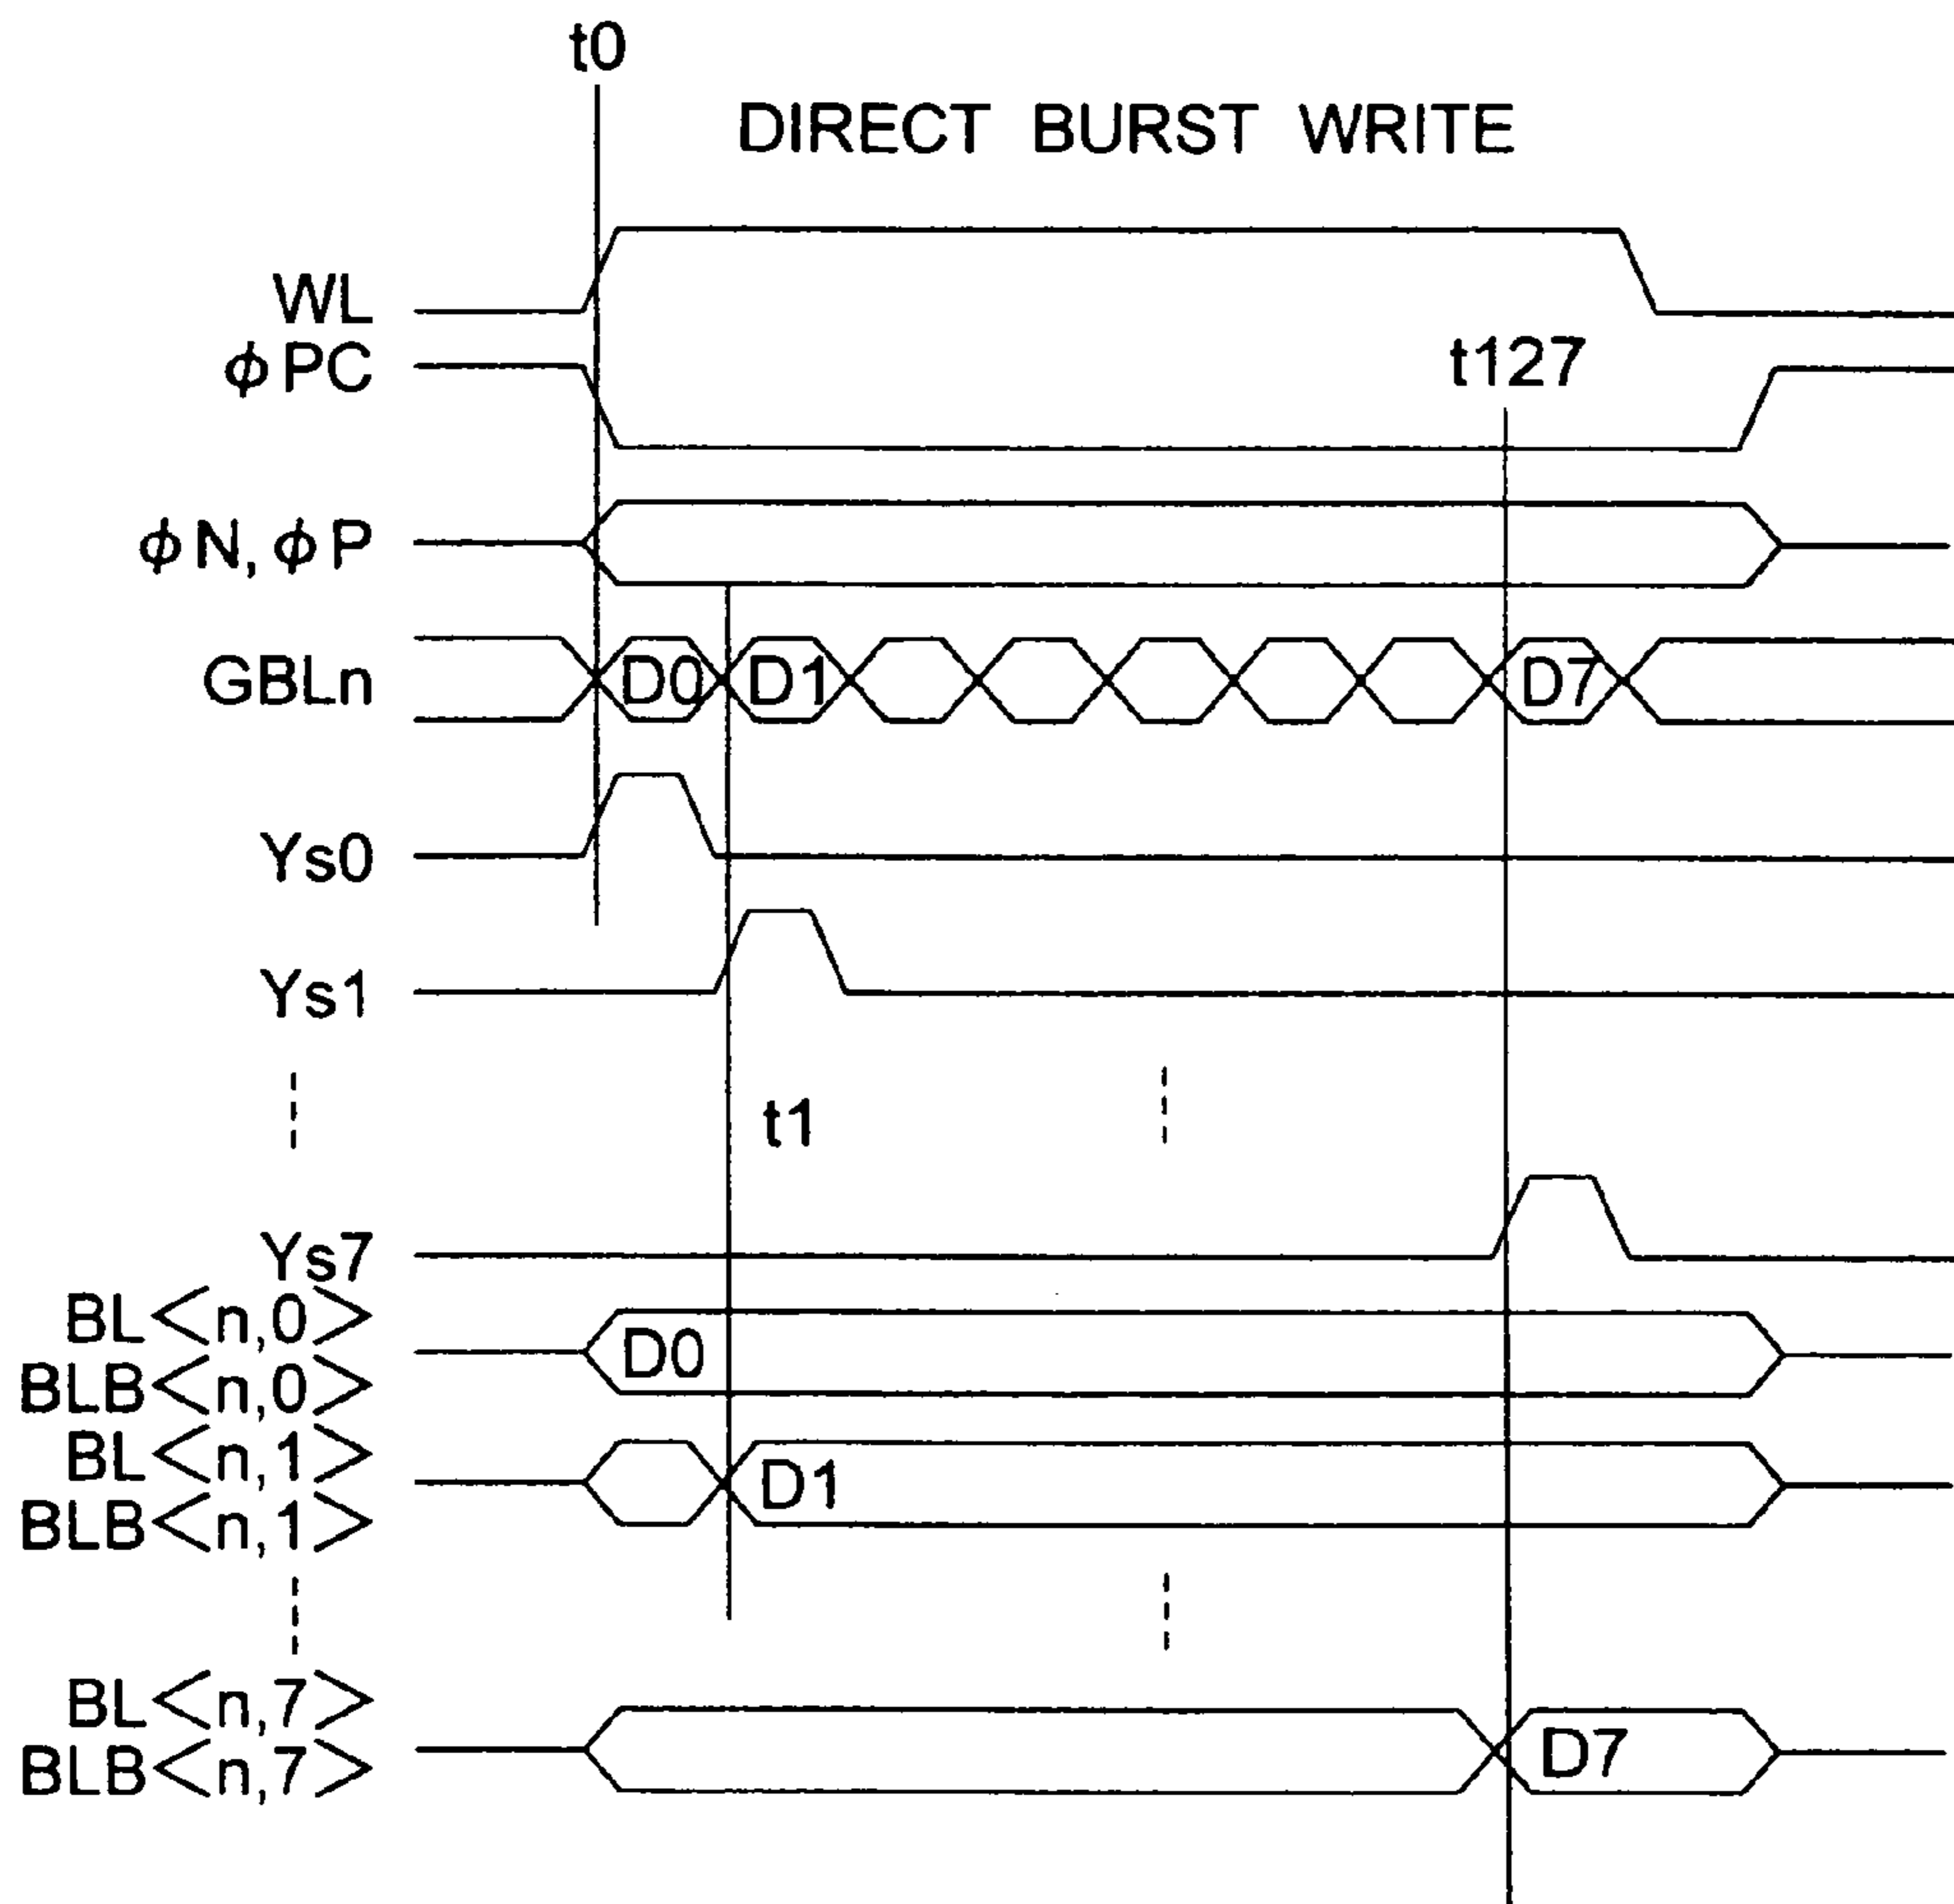 t0
DIRECT BURST WRITE
WL
ϕPC
t127
ϕN,ϕP
GBLn
D0
D1
D7
Ys0
Ys1
t1
Ys7
BL<n,0>
BLB<n,0>
D0
BL<n,1>
BLB<n,1>
D1
BL<n,7>
BLB<n,7>
D7